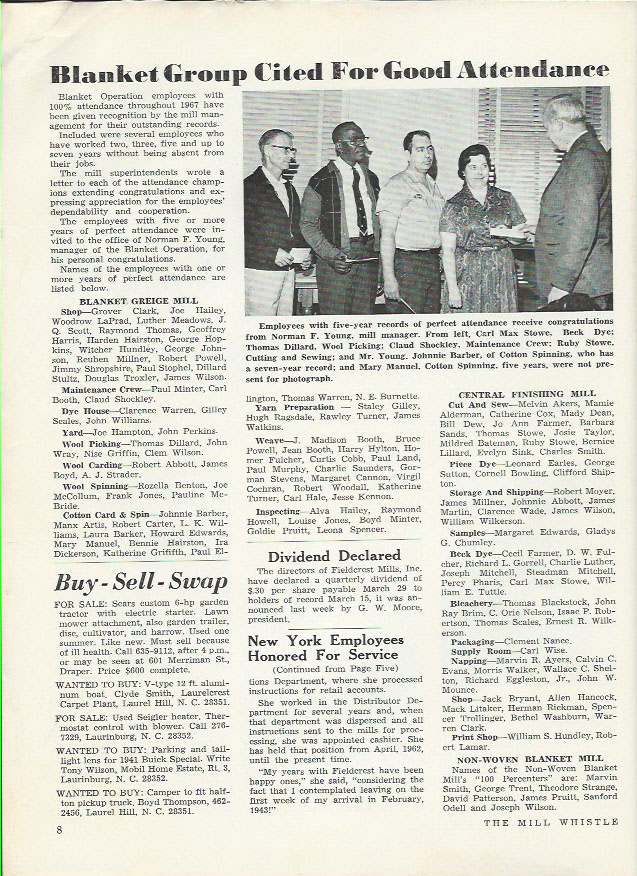 Blanket Group Cited For Good Attendance
Blanket Operation employees with
100% attendance throughout 1967 have
been given recognition by the mill man-
agement for their outstanding records.
Included were several employees who
have worked two, three, five and up to
seven years without being absent from
their jobs.
The mill superintendents wrote a
letter to each of the attendance cham-
pions extending congratulations and ex-
pressing appreciation for the employees'
dependability and cooperation.
The employees with five or more
years of perfect attendance were in-
vited to the office of Norman F. Young,
manager of the Blanket Operation, for
his personal congratulations.
Names of the employees with one or
more years of perfect attendance are
listed below.
BLANKET GREIGE MILL
Shop—Grover Clark, Joe Hailey,
Woodrow LaPrad, Luther Meadows, J.
Q. Scott, Raymond Thomas, Geoffrey
Harris, Harden Hairston, George Hop-
kins, Witcher Hundley, George John-
son, Reuben Millner, Robert Powell,
Jimmy Shropshire, Paul Stophel, Dillard
Stultz, Douglas Troxler, James Wilson.
Maintenance Crew—Paul Minter, Carl
Booth, Claud Shockley.
Dye House—Clarence Warren, Gilley
Scales, John Williams.
Yard—Joe Hampton, John Perkins.
Wool Picking—Thomas Dillard, John
Wray, Nise Griffin, Clem Wilson.
Wool Carding—Robert Abbott, James
Boyd, A. J. Strader.
Wool Spinning—Rozella Benton, Joe
McCollum, Frank Jones, Pauline Mc-
Bride.
Cotton Card & Spin—Johnnie Barber,
Manx Artis, Robert Carter, L. K. Wil-
liams, Laura Barker, Howard Edwards,
Mary Manuel, Bennie Hairston, Ira
Dickerson, Katherine Grififth, Paul El-
Employees with five-year records of perfect attendance receive congratulations
from Norman F. Young, mill manager. From left, Carl Max Stowe, Beck Dye;
Thomas Dillard, Wool Picking; Claud Shockley, Maintenance Crew; Ruby Stowe,
Cutting and Sewing; and Mr. Young. Johnnie Barber, of Cotton Spinning, who has
a seven-year record; and Mary Manuel, Cotton Spinning, five years, were not pre-
sent for photograph.
lington, Thomas Warren, N. E. Burnette.
Yarn Preparation — Staley Gilley,
Hugh Ragsdale, Rawley Turner, James
Watkins.
Weave—J. Madison Booth, Bruce
Powell, Jean Booth, Harry Hylton, Ho-
mer Fulcher, Curtis Cobb, Paul Land,
Paul Murphy, Charlie Saunders, Gor-
man Stevens, Margaret Cannon, Virgil
Cochran, Robert Woodall, Katherine
Turner, Carl Hale, Jesse Kennon.
Inspecting—Alva Hailey, Raymond
Howell, Louise Jones, Boyd Minter,
Goldie Pruitt, Leona Spencer.
CENTRAL FINISHING MILL
Cut And Sew—Melvin Akers, Mamie
Alderman, Catherine Cox, Mady Dean,
Bill Dew, Jo Ann Farmer, Barbara
Sands, Thomas Stowe, Josie Taylor,
Mildred Bateman, Ruby Stowe, Bernice
Lillard, Evelyn Sink, Charles Smith.
Piece Dye—Leonard Earles, George
Sutton, Cornell Bowling, Clifford Ship-
ton.
Storage And Shipping—Robert Moyer,
James Millner, Johnnie Abbott, James
Martin, Clarence Wade, James Wilson,
William Wilkerson.
Samples—Margaret Edwards, Gladys
G. Chumley.
Beck Dye—Cecil Farmer, D. W. Ful-
cher, Richard L. Gorrell, Charlie Luther,
Joseph Mitchell, Steadman Mitchell,
Percy Pharis, Carl Max Stowe, Wil-
liam E. Tuttle.
Bleachery—Thomas Blackstock, John
Ray Brim, C. Orie Nelson, Isaac P. Rob-
ertson, Thomas Scales, Ernest R. Wilk-
erson.
Packaging—Clement Nance.
Supply Room—Carl Wise.
Napping—Marvin R. Ayers, Calvin C.
Evans, Morris Walker, Wallace C. Shel-
ton, Richard Eggleston, Jr., John W.
Mounce.
Shop—Jack Bryant, Allen Hancock,
Mack Litaker, Herman Rickman, Spen-
cer Trollinger, Bethel Washburn, War-
ren Clark.
Print Shop—William S. Hundley, Rob-
ert Lamar.
NON-WOVEN BLANKET MILL
Names of the Non-Woven Blanket
Mill's "100 Percenters" are: Marvin
Smith, George Trent, Theodore Strange,
David Patterson, James Pruitt, Sanford
Odell and Joseph Wilson.
Buy-Sell-Swap
FOR SALE: Sears custom 6-hp garden
tractor with electric starter. Lawn
mower attachment, also garden trailer,
disc, cultivator, and harrow. Used one
summer. Like new. Must sell because
of ill health. Call 635-9112, after 4 p.m.,
or may be seen at 601 Merriman St.,
Draper. Price $600 complete.
WANTED TO BUY: V-type 12 ft. alumi-
num boat. Clyde Smith, Laurelcrest
Carpet Plant, Laurel Hill, N. C. 28351.
FOR SALE: Used Seigler heater, Ther-
mostat control with blower. Call 276-
7329, Laurinburg, N. C. 28352.
WANTED TO BUY: Parking and tail-
light lens for 1941 Buick Special. Write
Tony Wilson, Mobil Home Estate, Rt. 3,
Laurinburg, N. C. 28352.
WANTED TO BUY: Camper to fit half-
ton pickup truck, Boyd Thompson, 462-
2456, Laurel Hill, N. C. 28351.
Dividend Declared
The directors of Fieldcrest Mills, Inc.
have declared a quarterly dividend of
$.30 per share payable March 29 to
holders of record March 15, it was an-
nounced last week by G. W. Moore,
president.
New York Employees
Honored For Service
(Continued From Page Five)
tions Department, where she processed
instructions for retail accounts.
She worked in the Distributor De-
partment for several years and, when
that department was dispersed and all
instructions sent to the mills for proc-
essing, she was appointed cashier. She
has held that position from April, 1962,
until the present time.
"My years with Fieldcrest have been
happy ones," she said, "considering the
fact that I contemplated leaving on the
first week of my arrival in February,
1943!"
8
THE MILL WHISTLE